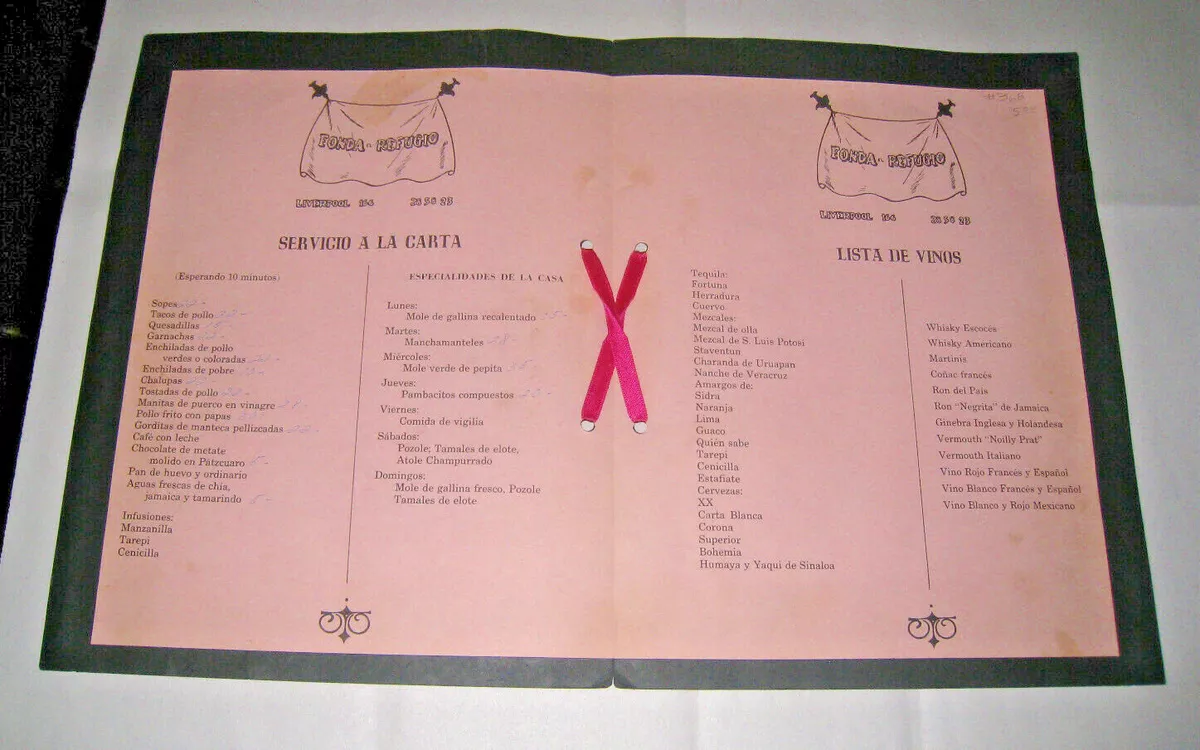 FONDA EL REFUGIO
LIVERPOOL 166
SERVICIO A LA CARTA
(Esperando 10 minutos)
Sopes
Tacos de pollo
Quesadillas
Garnachas
Enchiladas de pollo
verdes o coloradas
Enchiladas de pobre
Chalupas
Tostadas de pollo
Manitas de puerco en vinagre
Pollo frito con papas
Gorditas de manteca pellizcadas
Café con leche
Chocolate de metate
molido en Pátzcuaro 5-
Pan de huevo y ordinario
Aguas frescas de chia,
jamaica y tamarindo 5-
Infusiones:
Manzanilla
Tarepi
Cenicilla
ESPECIALIDADES DE LA CASA
Lunes:
Mole de gallina recalentado
Martes:
Manchamanteles
Miércoles:
Mole verde de pepita
Jueves:
Pambacitos compuestos
Viernes:
Comida de vigilia
Sábados:
Pozole; Tamales de elote,
Atole Champurrado
Domingos:
Mole de gallina fresco, Pozole
Tamales de elote
FONDA EL REFUGIO
LIVERPOOL 166
LISTA DE VINOS
Tequila:
Fortuna
Herradura
Cuervo
Mezcales:
Mezcal de olla
Mezcal de S. Luis Potosi
Staventun
Charanda de Uruapan
Nanche de Veracruz
Amargos de:
Sidra
Naranja
Lima
Guaco
Quién sabe
Tarepi
Cenicilla
Estafiate
Cervezas:
XX
Carta Blanca
Corona
Superior
Bohemia
Humaya y Yaqui de Sinaloa
Whisky Escocés
Whisky Americano
Martinis
Coñac francés
Ron del País
Ron "Negrita" de Jamaica
Ginebra Inglesa y Holandesa
Vermouth "Noilly Prat"
Vermouth Italiano
Vino Rojo Francés y Español
Vino Blanco Francés y Español
Vino Blanco y Rojo Mexicano